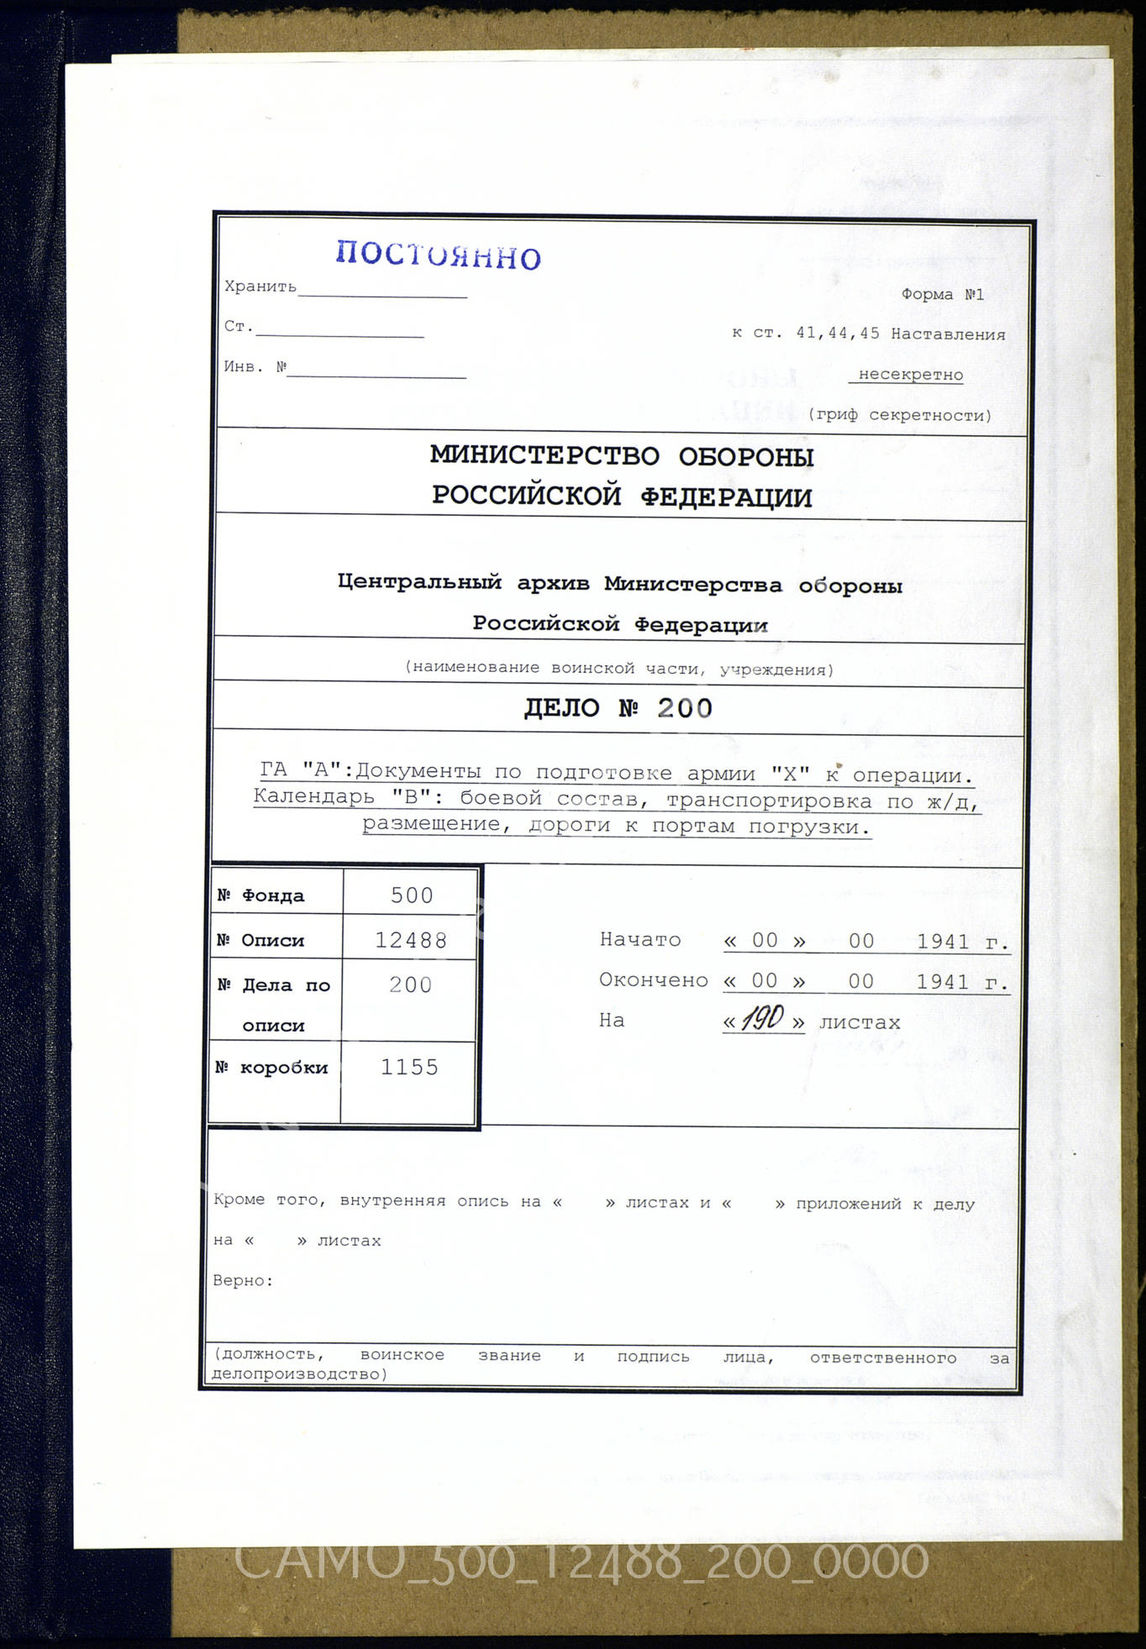 ПОСТОЯННО
Хранить
Форма №1
Ст.
к ст. 41,44,45 Наставления
Инв. №
несекретно
(гриф секретности)
МИНИСТЕРСТВО ОБОРОНЫ
РОССИЙСКОЙ ФЕДЕРАЦИИ
Центральный архив Министерства обороны
Российской Федерации
(наименование воинской части, учреждения)
ДЕЛО № 200
ГА "А":Документы по подготовке армии "Х" к операции.
Календарь "В": боевой состав, транспортировка по ж/д,
размещение, дороги к портам погрузки.
№ Фонда 500
№ Описи 12488
№ Дела по 200
описи
№ коробки 1155
Начато « 00 » 00 1941 г.
Окончено « 00 » 00 1941 г.
На «190» листах
Кроме того, внутренняя опись на « » листах и « » приложений к делу
на « » листах
Верно:
(должность, воинское звание и подпись лица, ответственного за
делопроизводство)
CAMO_500_12488_200_0000